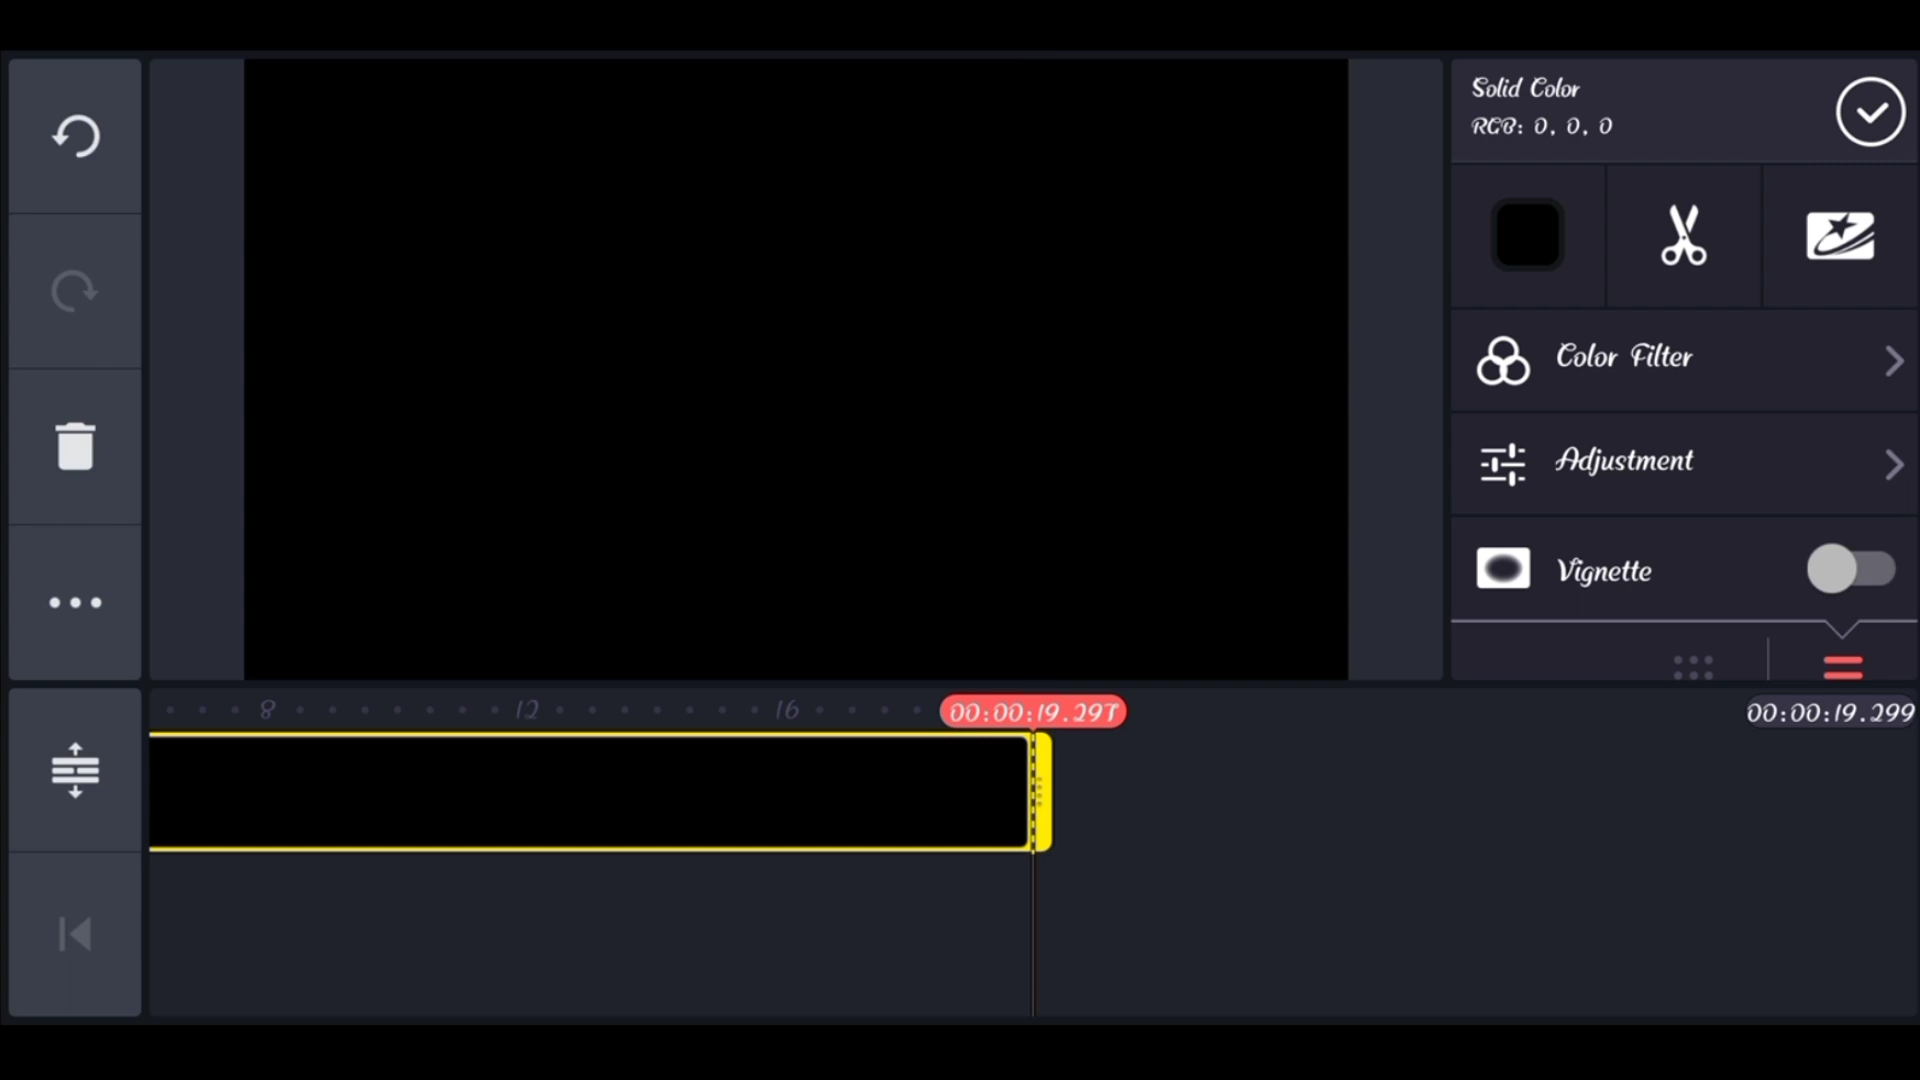 Solid Color
RGB: 0, 0, 0
Color Filter
Adjustment
Vignette
8 12 16 00:00:19.297 00:00:19.299